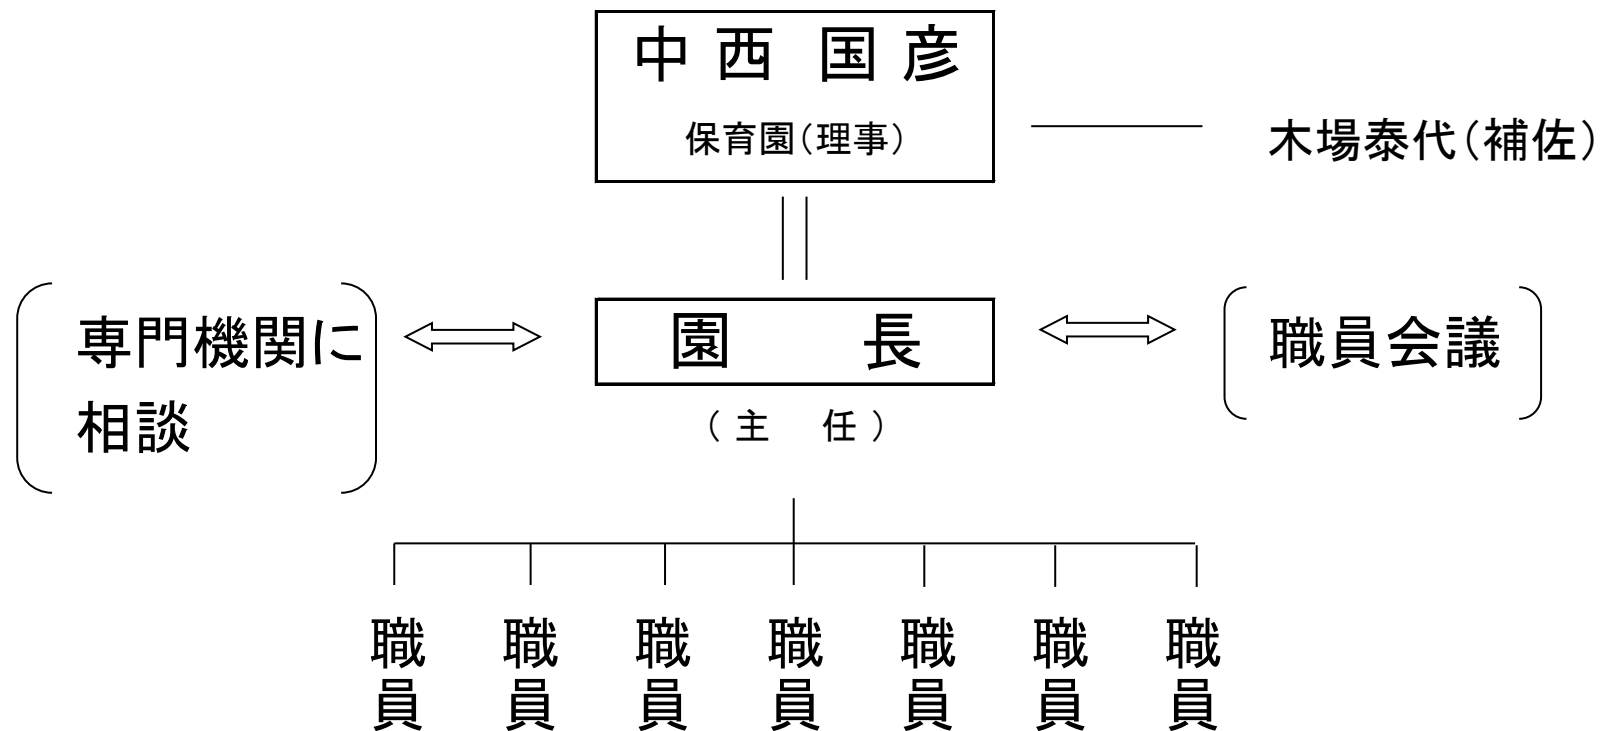 中西 国彦
保育園(理事)
木場泰代(補佐)
専門機関に
相談
園 長
職員会議
(主 任)
職員
職員
職員
職員
職員
職員
職員